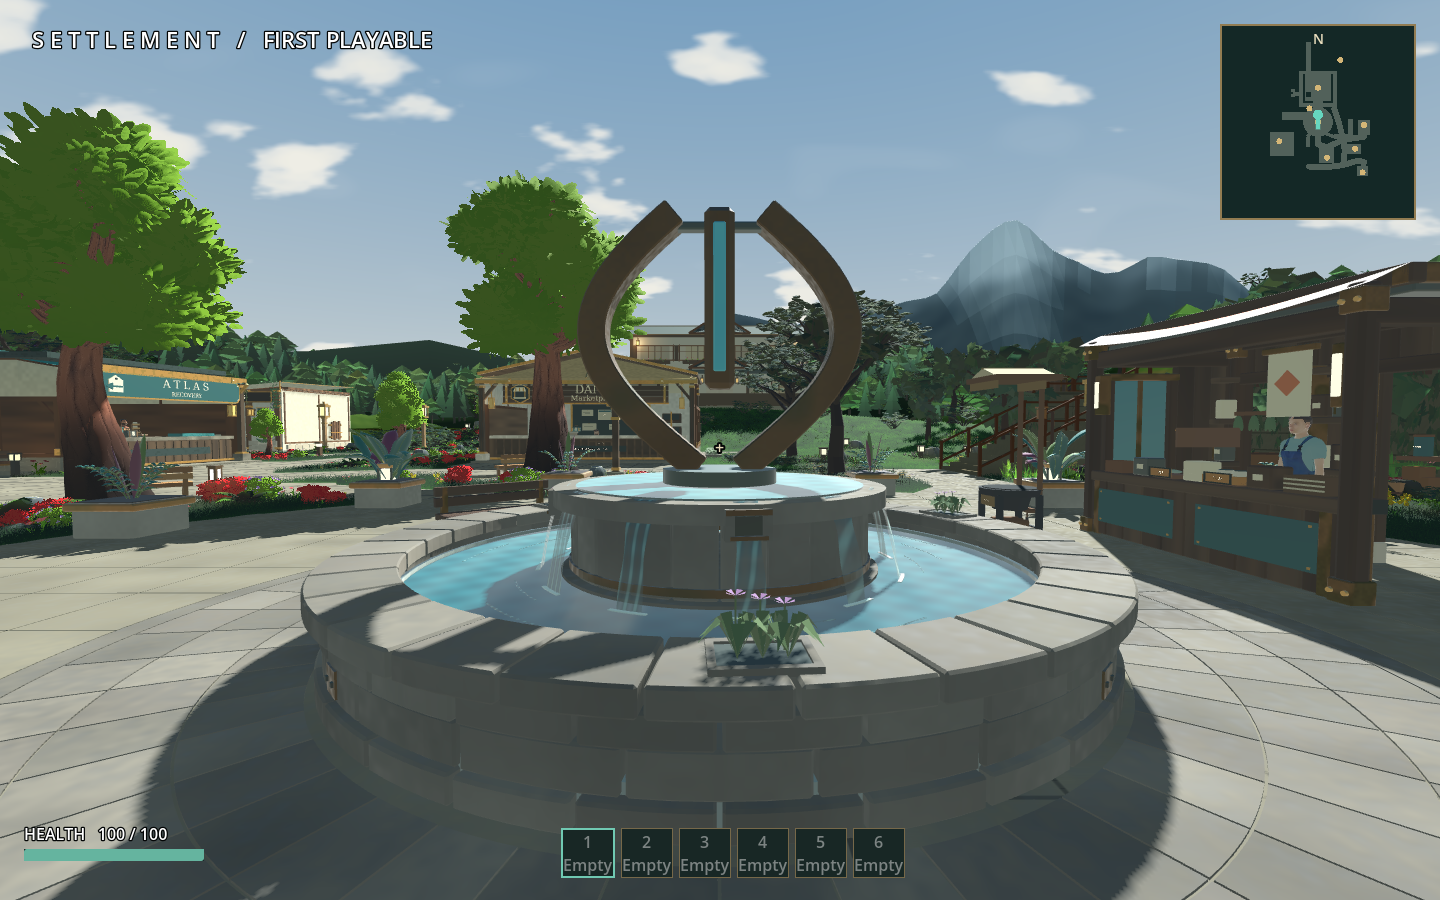 SETTLEMENT / FIRST PLAYABLE
N
ATLAS
RECOVERY
HEALTH 100 / 100
1 2 3 4 5 6
Empty Empty Empty Empty Empty Empty